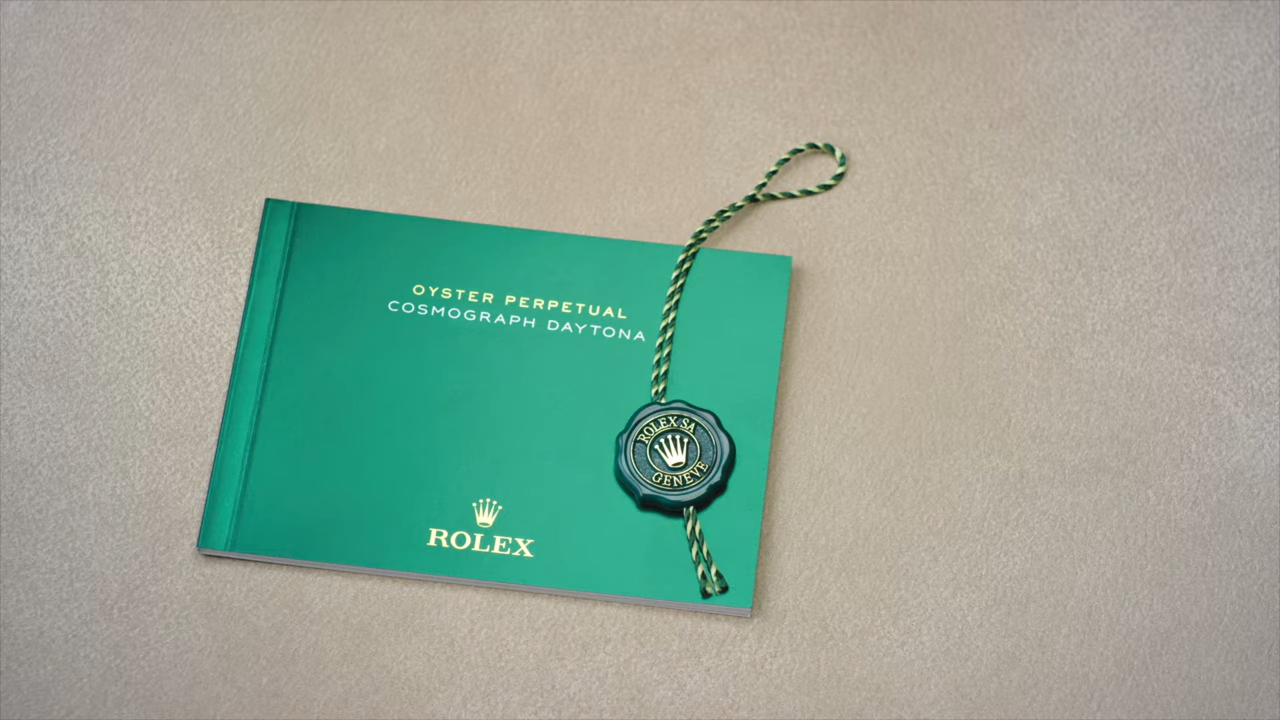 OYSTER PERPETUAL
COSMOGRAPH DAYTONA
ROLEX SA
GENEVE
ROLEX